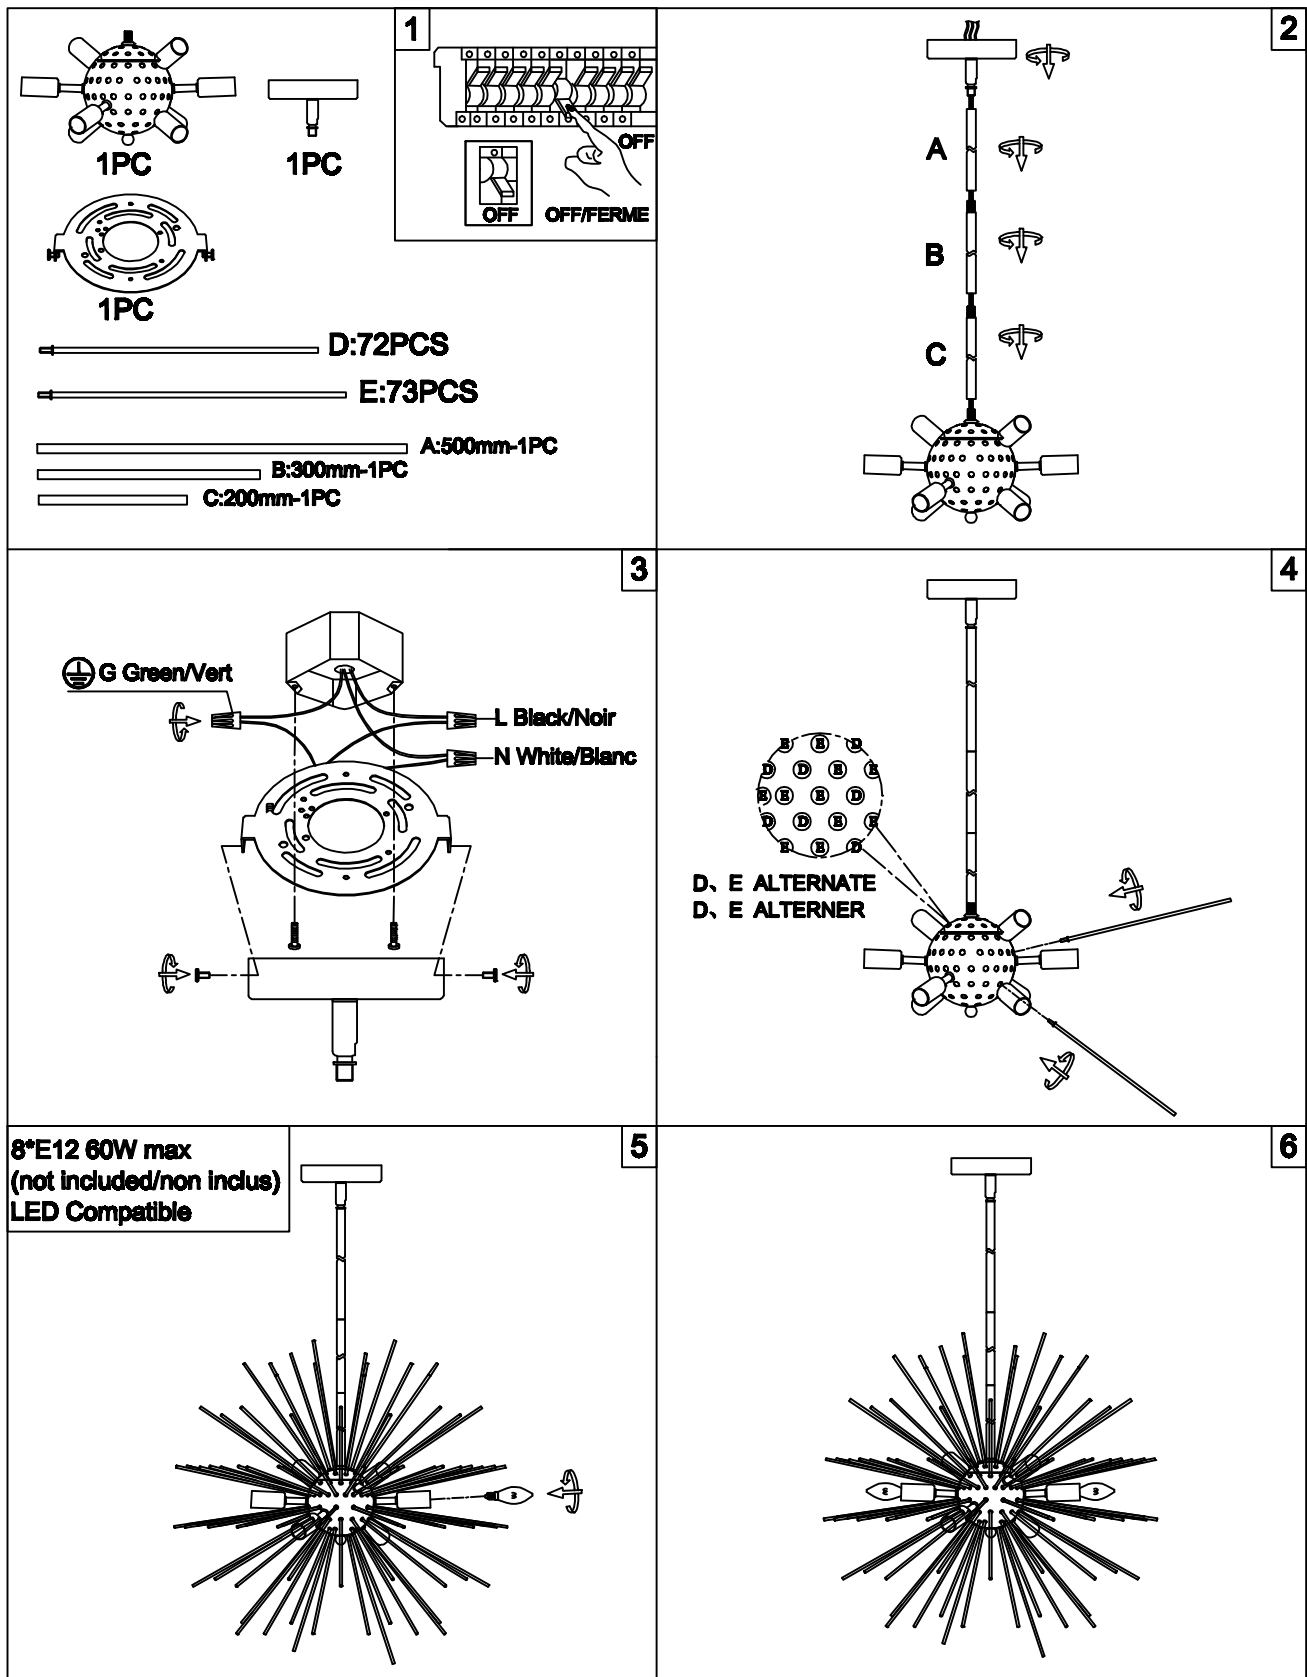 1PC
1PC
1PC
D:72PCS
E:73PCS
A:500mm-1PC
B:300mm-1PC
C:200mm-1PC
1
OFF
OFF
OFF/FERME
2
A
B
C
3
G Green/Vert
L Black/Noir
N White/Blanc
4
E E D
D D E E
E E E D
D D E E
E E D
D、E ALTERNATE
D、E ALTERNER
8*E12 60W max
(not included/non inclus)
LED Compatible
5
6